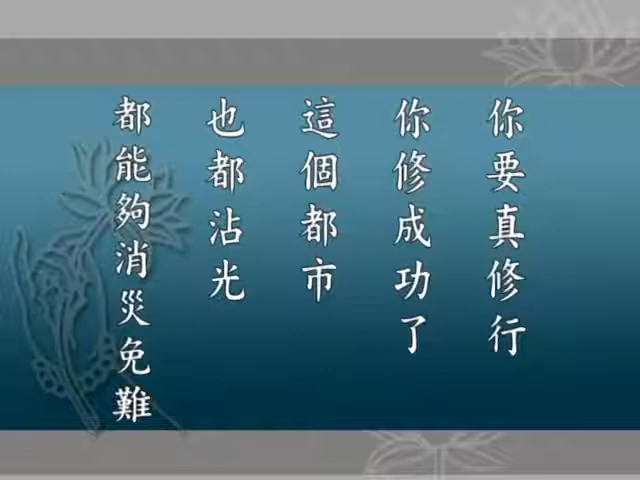 你要真修行
你修成功了
這個都市
也都沾光
都能夠消災免難